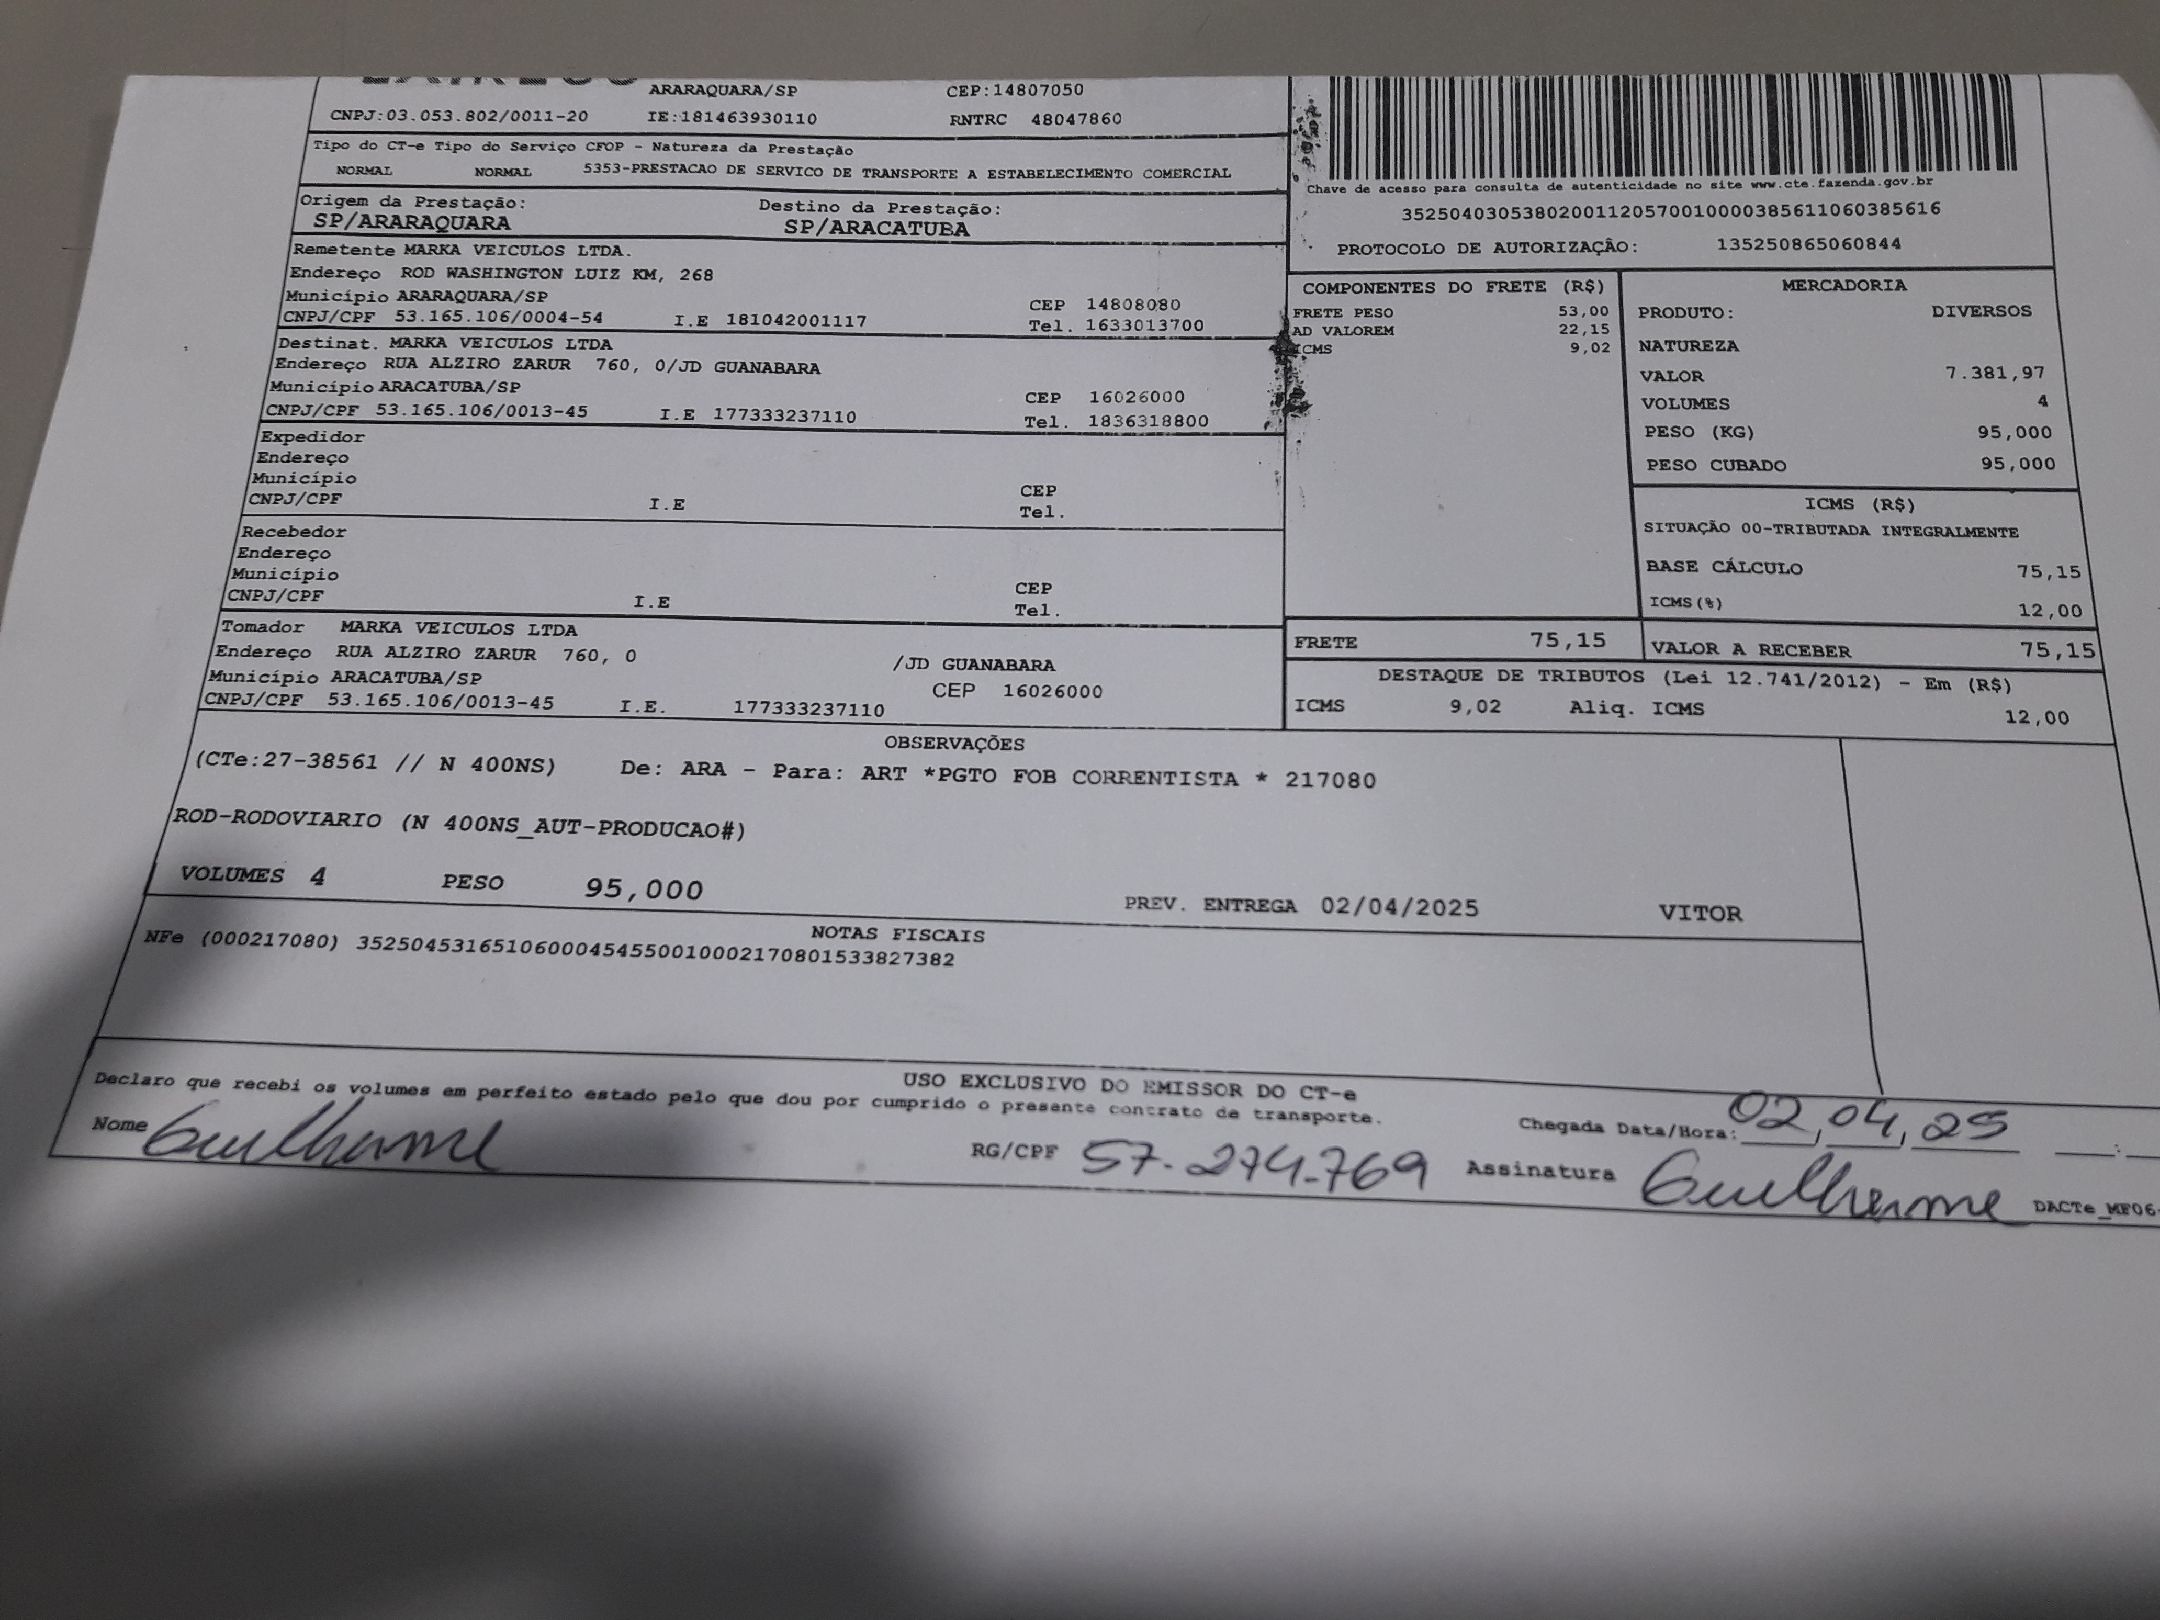 ARARAQUARA/SP CEP:14807050
CNPJ:03.053.802/0011-20 IE:181463930110 RNTRC 48047860
Tipo do CT-e Tipo do Serviço CFOP - Natureza da Prestação
NORMAL NORMAL 5353-PRESTACAO DE SERVICO DE TRANSPORTE A ESTABELECIMENTO COMERCIAL
Origem da Prestação: Destino da Prestação:
SP/ARARAQUARA SP/ARACATUBA
Remetente MARKA VEICULOS LTDA.
Endereço ROD WASHINGTON LUIZ KM, 268
Município ARARAQUARA/SP CEP 14808080
CNPJ/CPF 53.165.106/0004-54 I.E 181042001117 Tel. 1633013700
Destinat. MARKA VEICULOS LTDA
Endereço RUA ALZIRO ZARUR 760, 0/JD GUANABARA
Município ARACATUBA/SP CEP 16026000
CNPJ/CPF 53.165.106/0013-45 I.E 177333237110 Tel. 1836318800
Expedidor
Endereço
Município CEP
CNPJ/CPF I.E Tel.
Recebedor
Endereço
Município CEP
CNPJ/CPF I.E Tel.
Tomador MARKA VEICULOS LTDA
Endereço RUA ALZIRO ZARUR 760, 0 /JD GUANABARA
Município ARACATUBA/SP CEP 16026000
CNPJ/CPF 53.165.106/0013-45 I.E. 177333237110
Chave de acesso para consulta de autenticidade no site www.cte.fazenda.gov.br
35250403053802001120570010000385611060385616
PROTOCOLO DE AUTORIZAÇÃO: 135250865060844
COMPONENTES DO FRETE (R$)
FRETE PESO 53,00
AD VALOREM 22,15
ICMS 9,02
MERCADORIA
PRODUTO: DIVERSOS
NATUREZA
VALOR 7.381,97
VOLUMES 4
PESO (KG) 95,000
PESO CUBADO 95,000
ICMS (R$)
SITUAÇÃO 00-TRIBUTADA INTEGRALMENTE
BASE CÁLCULO 75,15
ICMS(%) 12,00
FRETE 75,15 VALOR A RECEBER 75,15
DESTAQUE DE TRIBUTOS (Lei 12.741/2012) - Em (R$)
ICMS 9,02 Aliq. ICMS 12,00
OBSERVAÇÕES
(CTe:27-38561 // N 400NS) De: ARA - Para: ART *PGTO FOB CORRENTISTA * 217080
ROD-RODOVIARIO (N 400NS_AUT-PRODUCAO#)
VOLUMES 4 PESO 95,000 PREV. ENTREGA 02/04/2025 VITOR
NOTAS FISCAIS
NFe (000217080) 35250453165106000454550010002170801533827382
USO EXCLUSIVO DO EMISSOR DO CT-e
Declaro que recebi os volumes em perfeito estado pelo que dou por cumprido o presente contrato de transporte.
Chegada Data/Hora: 02,04,25
Nome Guilherme RG/CPF 57.274.769 Assinatura Guilherme DACTe_MF06-